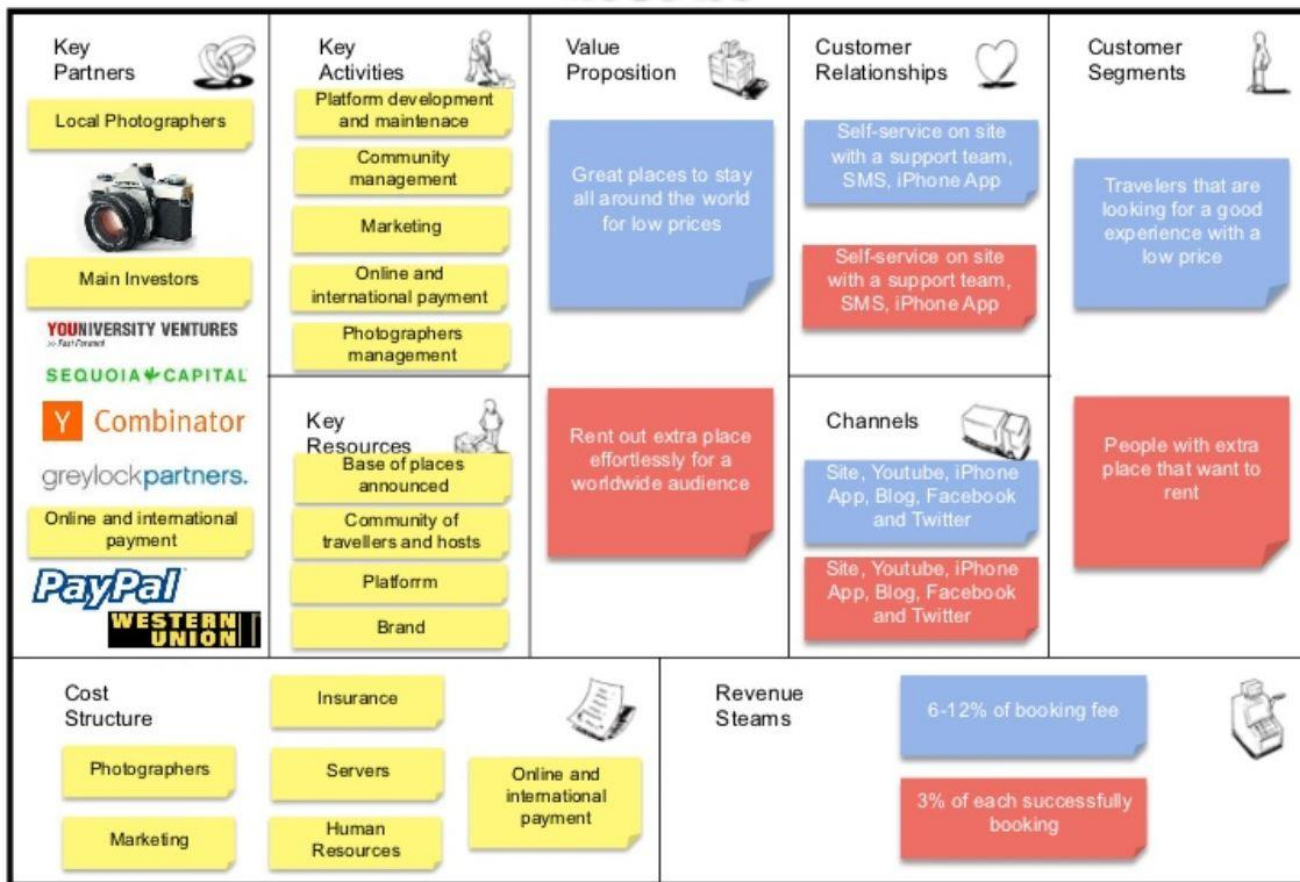 Key
Partners
Local Photographers
Main Investors
YOUNIVERSITY VENTURES
>> Fast Forward
SEQUOIA CAPITAL
Y Combinator
greylockpartners.
Online and international
payment
PayPal
WESTERN
UNION
Key
Activities
Platform development
and maintenace
Community
management
Marketing
Online and
international payment
Photographers
management
Key
Resources
Base of places
announced
Community of
travellers and hosts
Platforrm
Brand
Value
Proposition
Great places to stay
all around the world
for low prices
Rent out extra place
effortlessly for a
worldwide audience
Customer
Relationships
Self-service on site
with a support team,
SMS, iPhone App
Self-service on site
with a support team,
SMS, iPhone App
Channels
Site, Youtube, iPhone
App, Blog, Facebook
and Twitter
Site, Youtube, iPhone
App, Blog, Facebook
and Twitter
Customer
Segments
Travelers that are
looking for a good
experience with a
low price
People with extra
place that want to
rent
Cost
Structure
Photographers
Marketing
Insurance
Servers
Human
Resources
Online and
international
payment
Revenue
Steams
6-12% of booking fee
3% of each successfully
booking